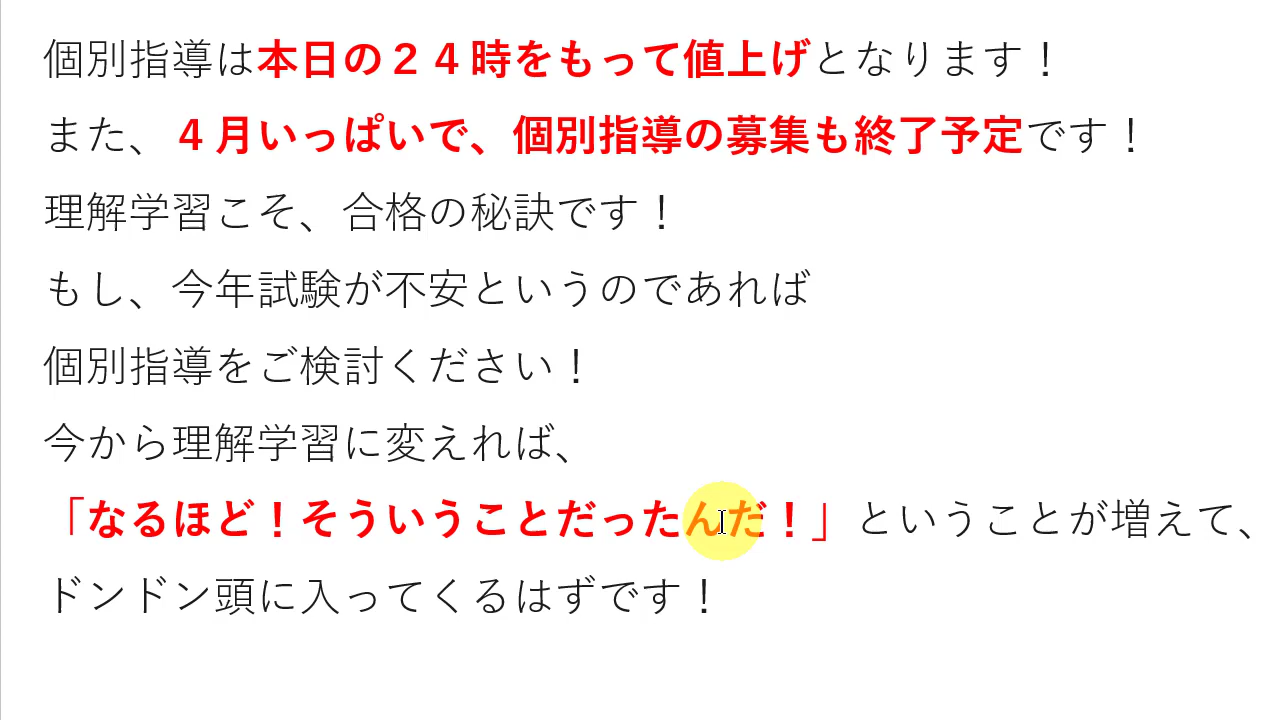 個別指導は本日の２４時をもって値上げとなります！
また、４月いっぱいで、個別指導の募集も終了予定です！
理解学習こそ、合格の秘訣です！
もし、今年試験が不安というのであれば
個別指導をご検討ください！
今から理解学習に変えれば、
「なるほど！そういうことだったんだ！」ということが増えて、
ドンドン頭に入ってくるはずです！